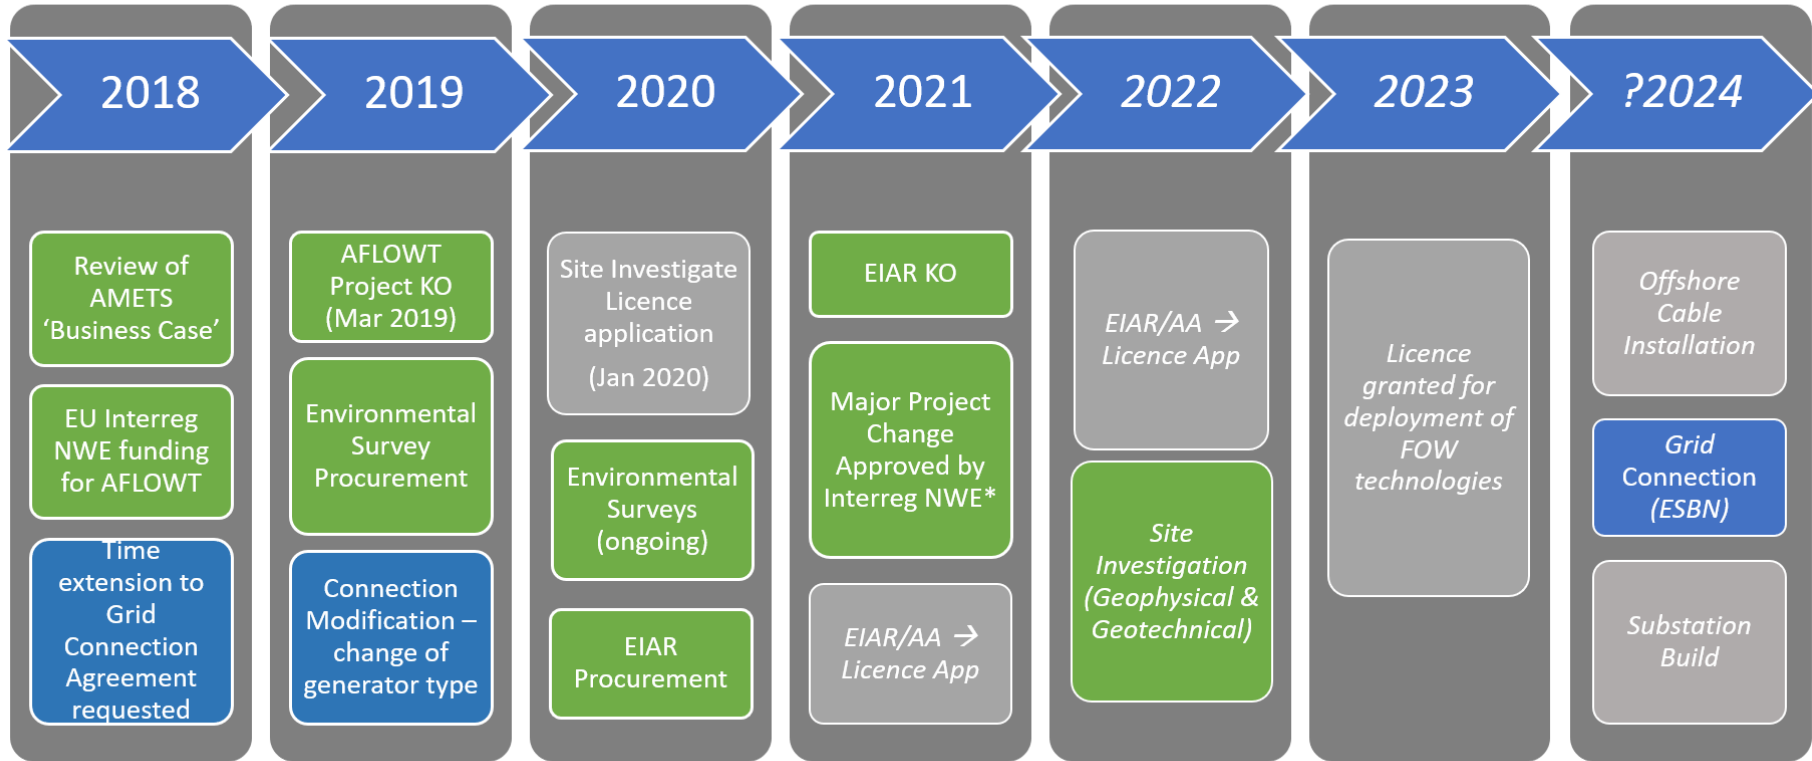 2018
2019
2020
2021
2022
2023
?2024
Review of
AMETS
‘Business Case’
EU Interreg
NWE funding
for AFLOWT
Time
extension to
Grid
Connection
Agreement
requested
AFLOWT
Project KO
(Mar 2019)
Environmental
Survey
Procurement
Connection
Modification –
change of
generator type
Site Investigate
Licence
application
(Jan 2020)
Environmental
Surveys
(ongoing)
EIAR
Procurement
EIAR KO
Major Project
Change
Approved by
Interreg NWE*
EIAR/AA →
Licence App
EIAR/AA →
Licence App
Site
Investigation
(Geophysical &
Geotechnical)
Licence
granted for
deployment of
FOW
technologies
Offshore
Cable
Installation
Grid
Connection
(ESBN)
Substation
Build